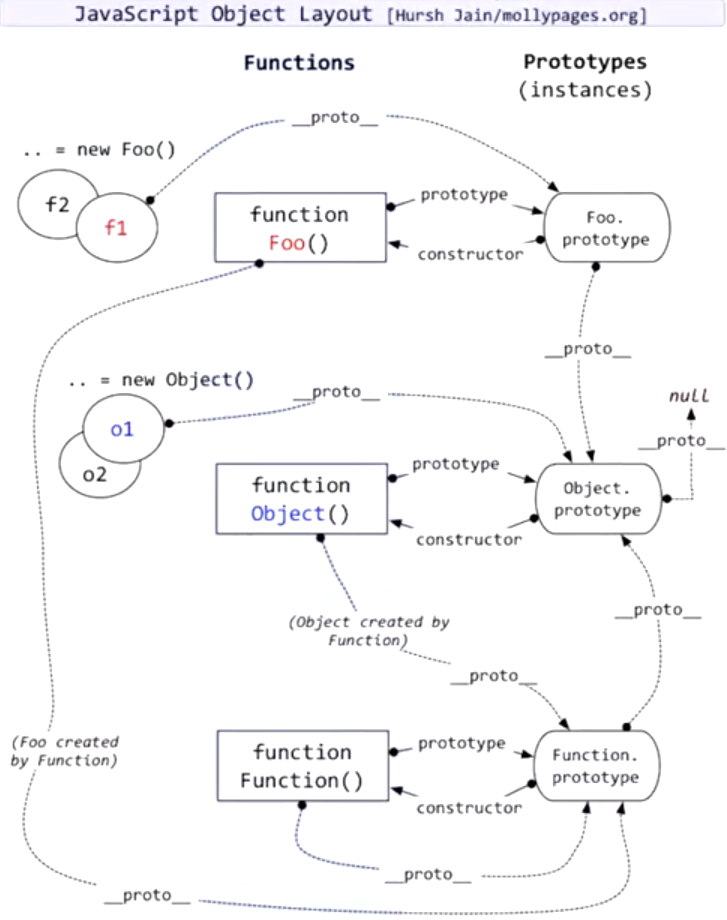 JavaScript Object Layout [Hursh Jain/mollypages.org]
Functions
Prototypes
(instances)
__proto__
.. = new Foo()
f2
f1
function
Foo()
prototype
constructor
Foo.
prototype
__proto__
.. = new Object()
__proto__
null
__proto__
o1
o2
function
Object()
prototype
constructor
Object.
prototype
(Object created by
Function)
__proto__
__proto__
(Foo created
by Function)
function
Function()
prototype
constructor
Function.
prototype
__proto__
__proto__